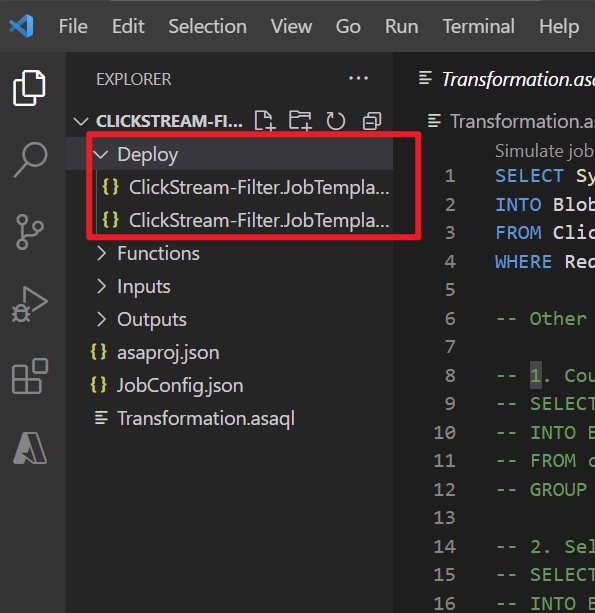 File Edit Selection View Go Run Terminal Help
EXPLORER ...
CLICKSTREAM-FI...
Deploy
{} ClickStream-Filter.JobTempla...
{} ClickStream-Filter.JobTempla...
Functions
Inputs
Outputs
{} asaproj.json
{} JobConfig.json
Transformation.asaql
Transformation.asa
Transformation.as
Simulate job
1 SELECT Sy
2 INTO Blob
3 FROM Clic
4 WHERE Req
5
6 -- Other
7
8 -- 1. Cou
9 -- SELECT
10 -- INTO B
11 -- FROM c
12 -- GROUP
13
14 -- 2. Sel
15 -- SELECT
16 -- INTO B